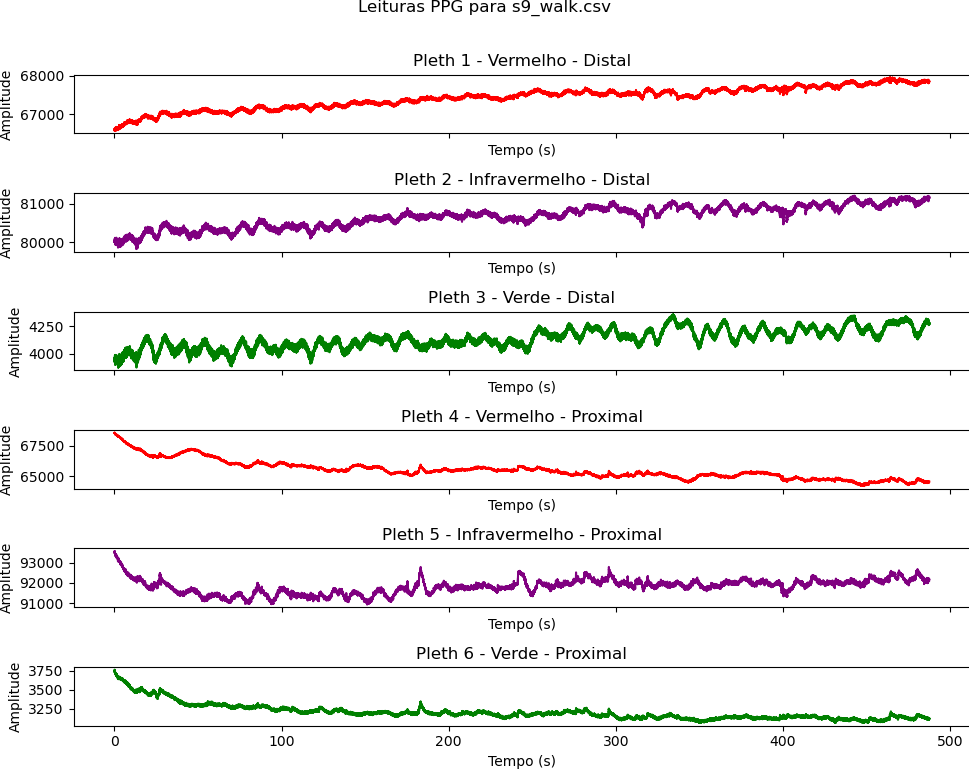 Leituras PPG para s9_walk.csv
Pleth 1 - Vermelho - Distal
68000
67000
Amplitude
Tempo (s)
Pleth 2 - Infravermelho - Distal
81000
80000
Amplitude
Tempo (s)
Pleth 3 - Verde - Distal
4250
4000
Amplitude
Tempo (s)
Pleth 4 - Vermelho - Proximal
67500
65000
Amplitude
Tempo (s)
Pleth 5 - Infravermelho - Proximal
93000
92000
91000
Amplitude
Tempo (s)
Pleth 6 - Verde - Proximal
3750
3500
3250
Amplitude
0 100 200 300 400 500
Tempo (s)